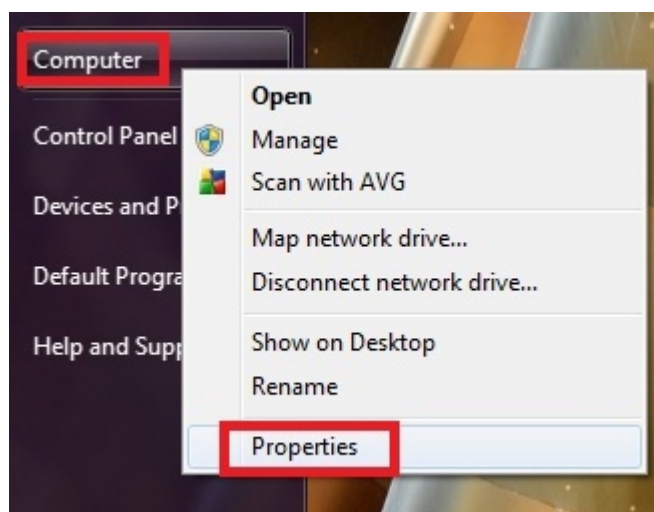 Computer
Open
Control Panel
Manage
Scan with AVG
Devices and P
Map network drive...
Default Progra
Disconnect network drive...
Help and Supp
Show on Desktop
Rename
Properties